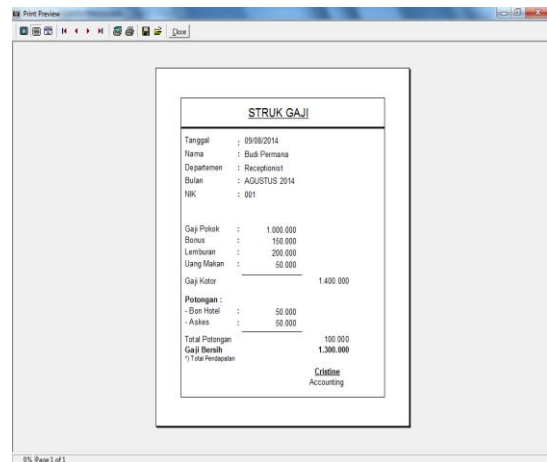 Print Preview
Close
STRUK GAJI
Tanggal : 09/08/2014
Nama : Budi Permana
Departemen : Receptionist
Bulan : AGUSTUS 2014
NIK : 001
Gaji Pokok : 1.000.000
Bonus : 150.000
Lemburan : 200.000
Uang Makan : 50.000
Gaji Kotor 1.400.000
Potongan :
- Bon Hotel : 50.000
- Askes : 50.000
Total Potongan 100.000
Gaji Bersih 1.300.000
*) Total Pendapatan
Cristine
Accounting
0% Page 1 of 1